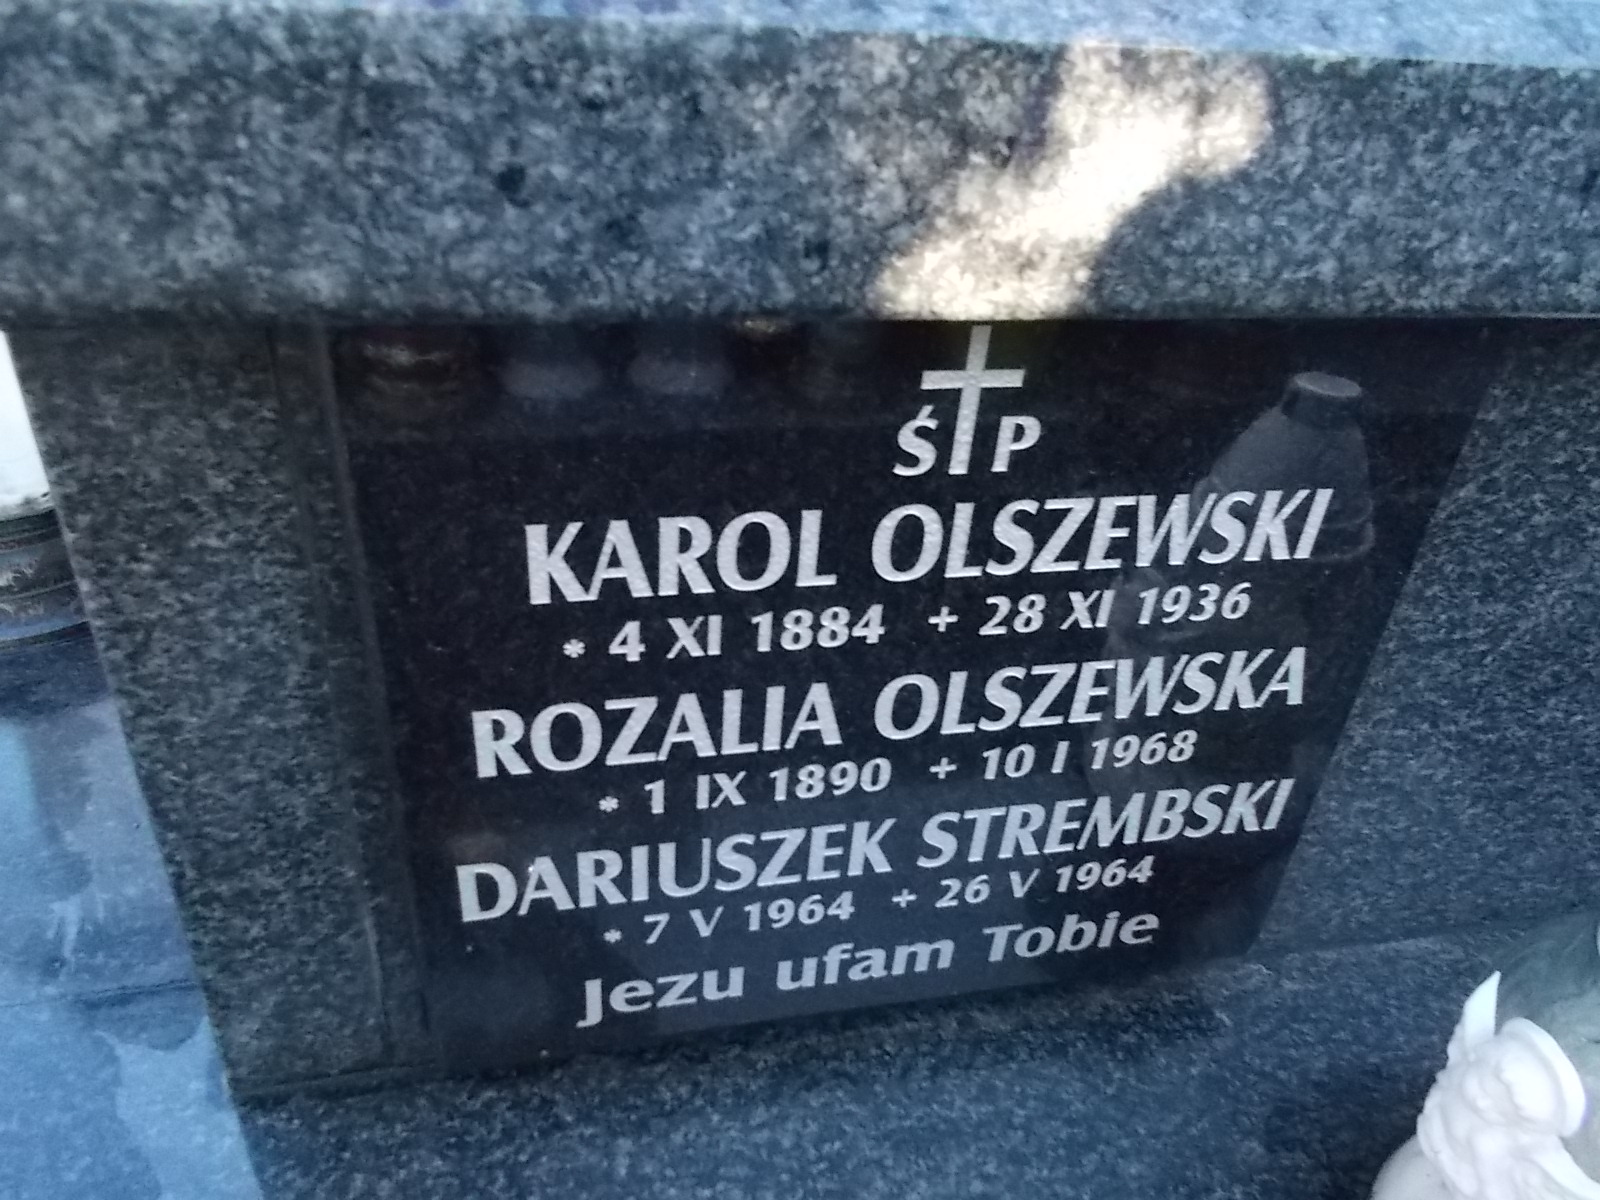 Ś P
KAROL OLSZEWSKI
* 4 XI 1884 + 28 XI 1936
ROZALIA OLSZEWSKA
* 1 IX 1890 + 10 I 1968
DARIUSZEK STREMBSKI
* 7 V 1964 + 26 V 1964
Jezu ufam Tobie